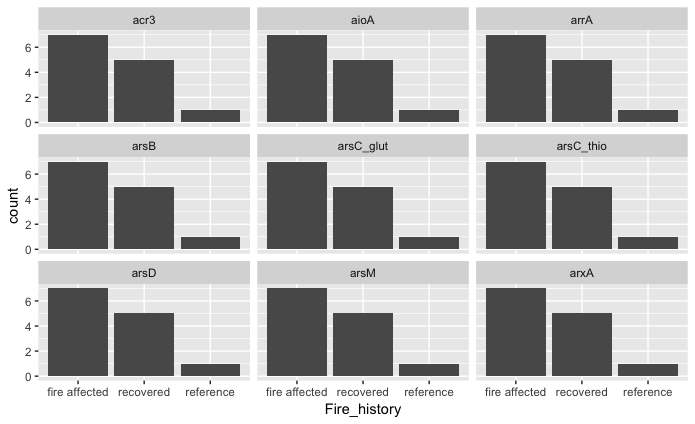 acr3 aioA arrA
6
4
2
0
arsB arsC_glut arsC_thio
6
4
2
0
count
arsD arsM arxA
6
4
2
0
fire affected recovered reference fire affected recovered reference fire affected recovered reference
Fire_history